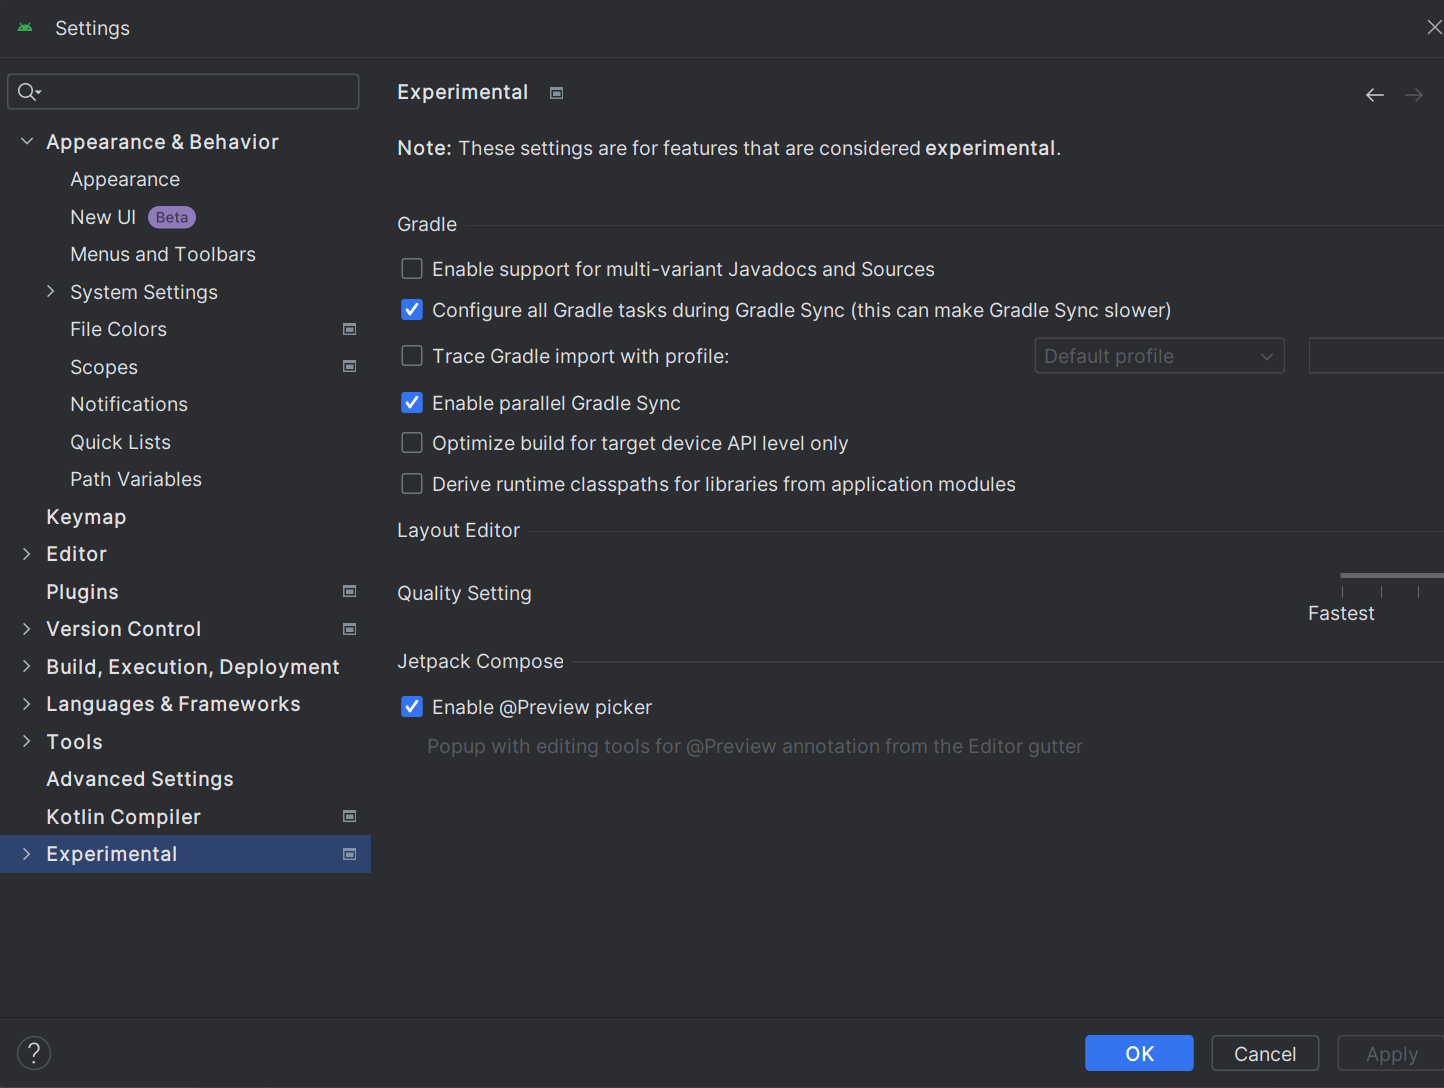 Settings
Appearance & Behavior
Appearance
New UI Beta
Menus and Toolbars
System Settings
File Colors
Scopes
Notifications
Quick Lists
Path Variables
Keymap
Editor
Plugins
Version Control
Build, Execution, Deployment
Languages & Frameworks
Tools
Advanced Settings
Kotlin Compiler
Experimental
Experimental
Note: These settings are for features that are considered experimental.
Gradle
Enable support for multi-variant Javadocs and Sources
Configure all Gradle tasks during Gradle Sync (this can make Gradle Sync slower)
Trace Gradle import with profile: Default profile
Enable parallel Gradle Sync
Optimize build for target device API level only
Derive runtime classpaths for libraries from application modules
Layout Editor
Quality Setting
Fastest
Jetpack Compose
Enable @Preview picker
Popup with editing tools for @Preview annotation from the Editor gutter
? OK Cancel Apply